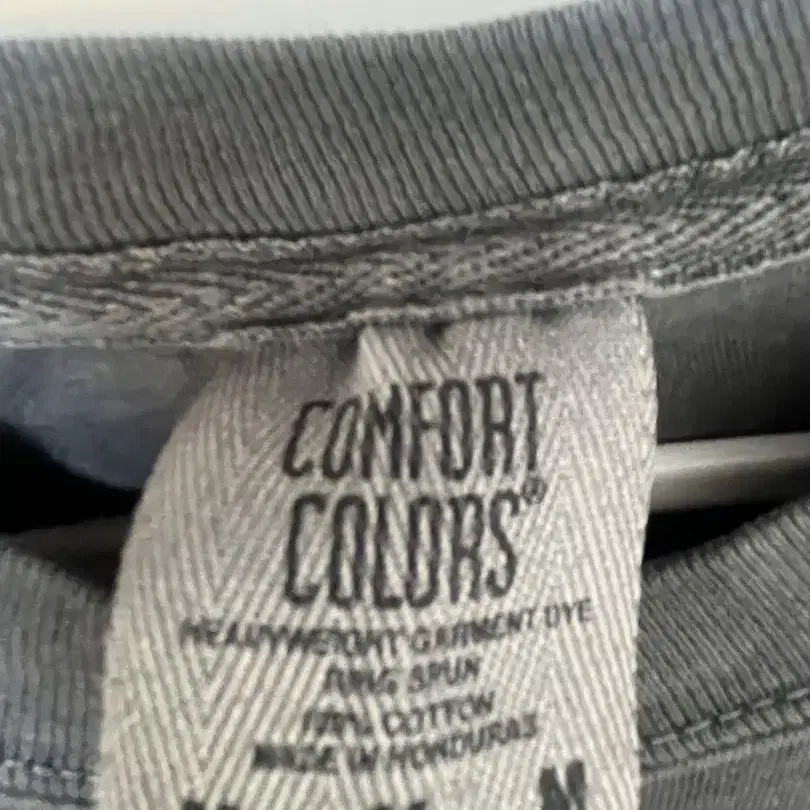 COMFORT
COLORS®
HEAVYWEIGHT GARMENT DYE
RING SPUN
100% COTTON
MADE IN HONDURAS